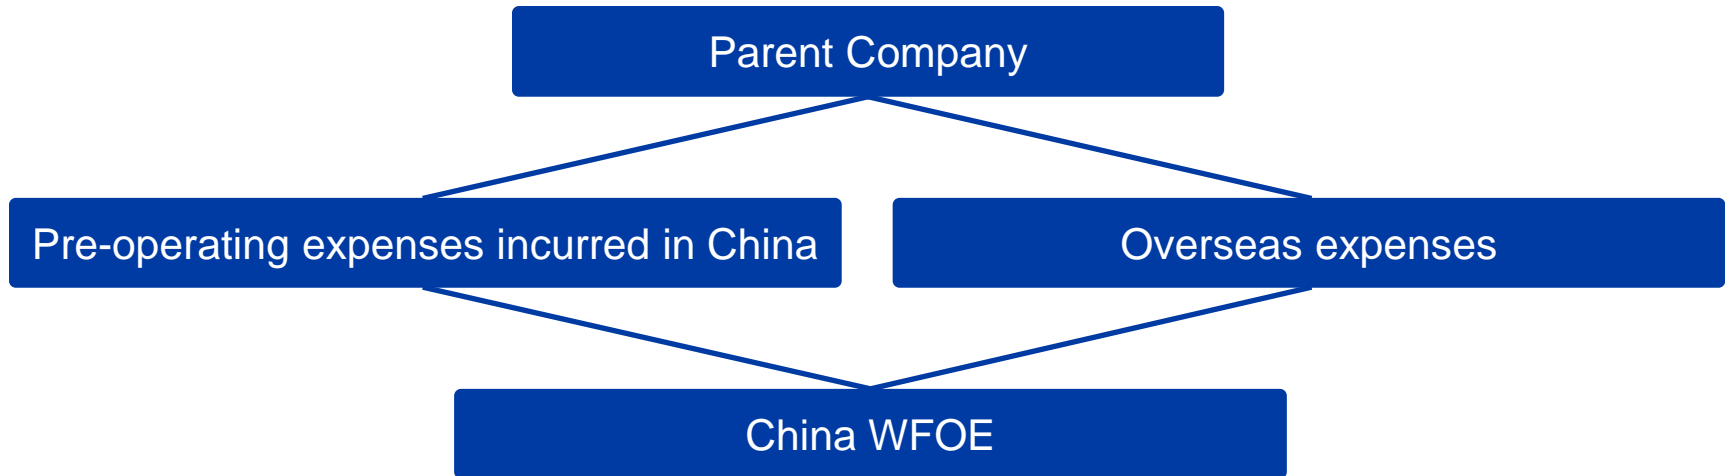 Parent Company
Pre-operating expenses incurred in China
Overseas expenses
China WFOE